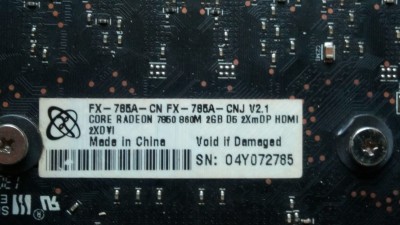 FX-785A-CN FX-785A-CNJ V2.1
CORE RADEON 7950 860M 2GB D5 2XmDP HDMI
2XDVI
Made in China Void if Damaged
SN: 04Y072785